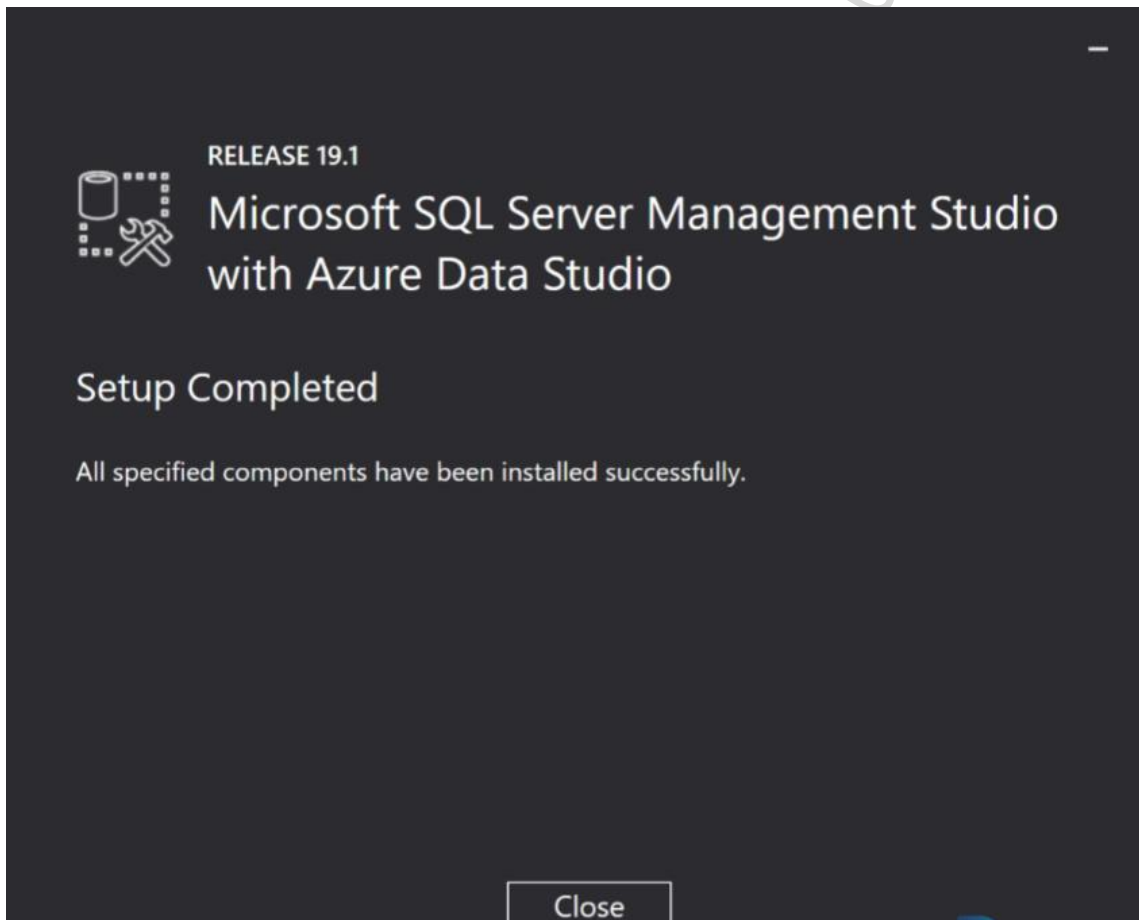 RELEASE 19.1
Microsoft SQL Server Management Studio
with Azure Data Studio
Setup Completed
All specified components have been installed successfully.
Close